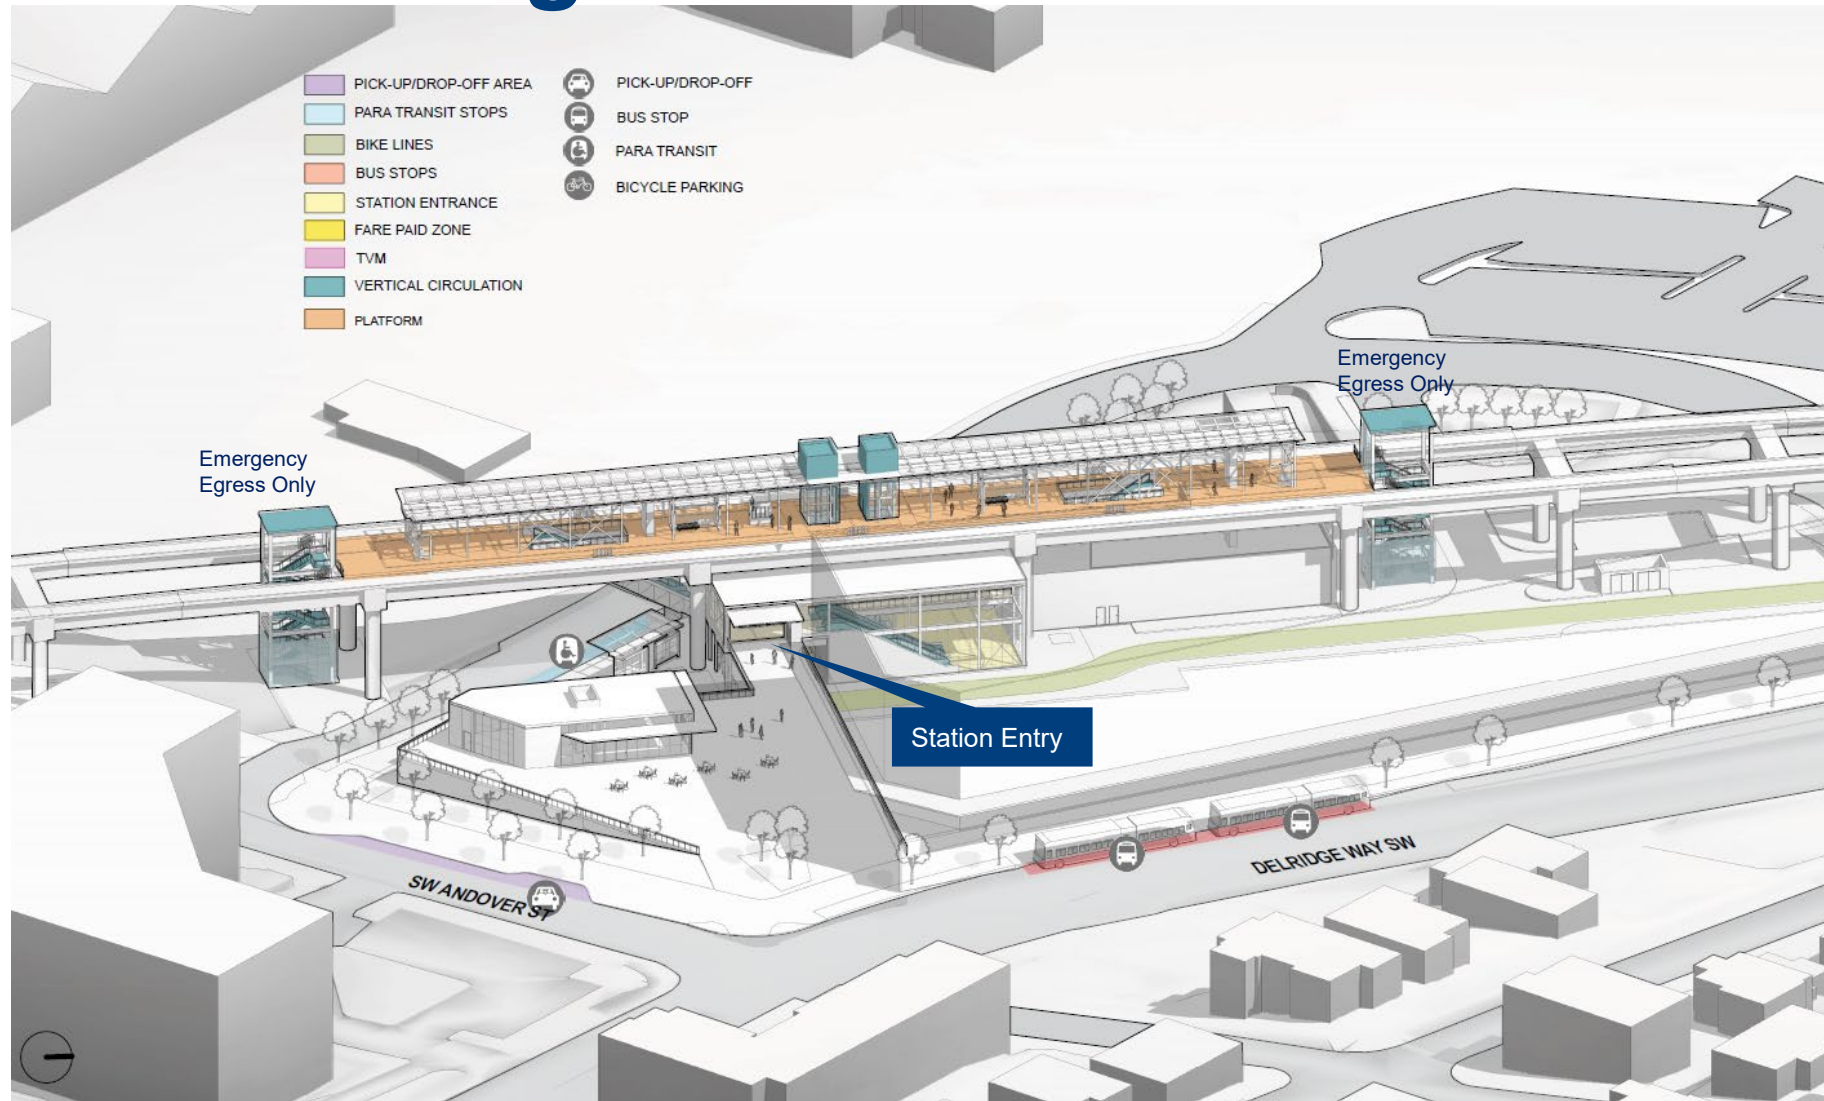 PICK-UP/DROP-OFF AREA
PARA TRANSIT STOPS
BIKE LINES
BUS STOPS
STATION ENTRANCE
FARE PAID ZONE
TVM
VERTICAL CIRCULATION
PLATFORM
PICK-UP/DROP-OFF
BUS STOP
PARA TRANSIT
BICYCLE PARKING
Emergency
Egress Only
Emergency
Egress Only
Station Entry
DELRIDGE WAY SW
SW ANDOVER ST